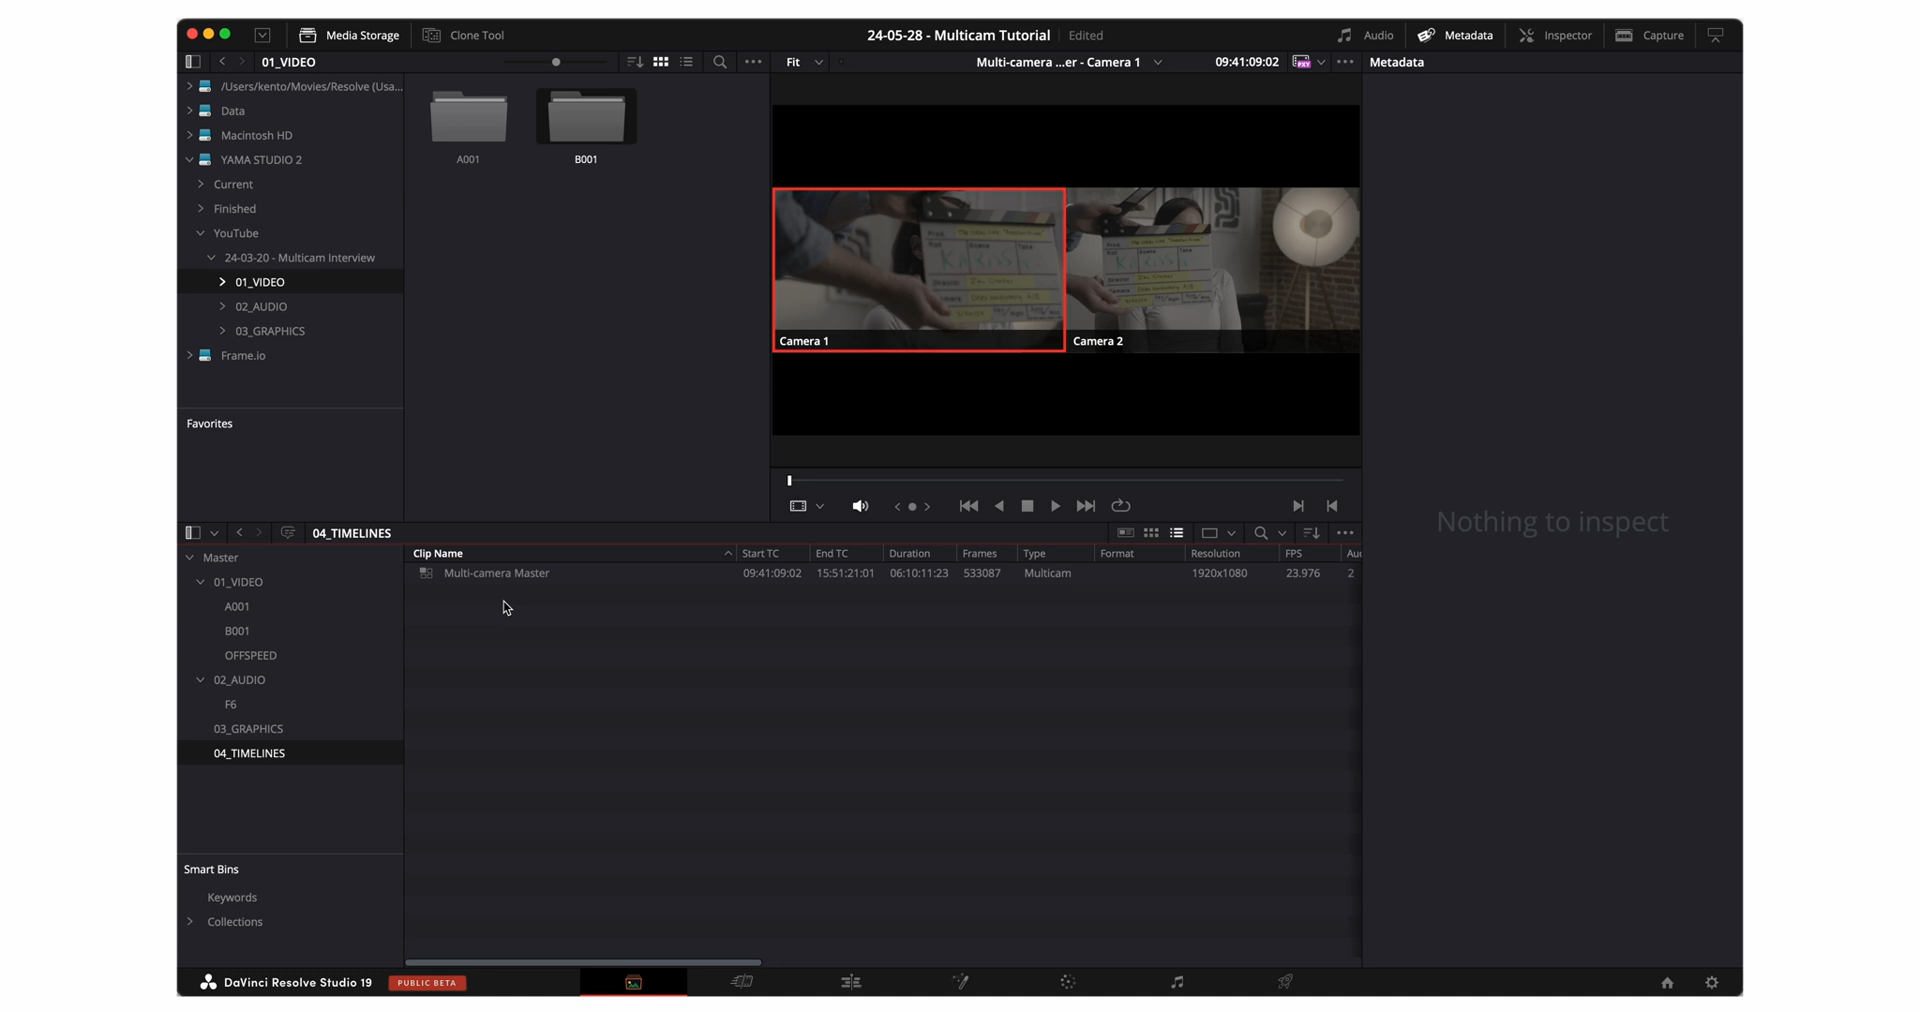 Media Storage
Clone Tool
24-05-28 - Multicam Tutorial
Edited
Audio
Metadata
Inspector
Capture
01_VIDEO
Fit
Multi-camera ...er - Camera 1
09:41:09:02
Metadata
/Users/kento/Movies/Resolve (Usa...
Data
Macintosh HD
YAMA STUDIO 2
Current
Finished
YouTube
24-03-20 - Multicam Interview
01_VIDEO
02_AUDIO
03_GRAPHICS
Frame.io
Favorites
A001
B001
Camera 1
Camera 2
Nothing to inspect
04_TIMELINES
Master
01_VIDEO
A001
B001
OFFSPEED
02_AUDIO
F6
03_GRAPHICS
04_TIMELINES
Clip Name Start TC End TC Duration Frames Type Format Resolution FPS Au
Multi-camera Master 09:41:09:02 15:51:21:01 06:10:11:23 533087 Multicam 1920x1080 23.976 2
Smart Bins
Keywords
Collections
DaVinci Resolve Studio 19
PUBLIC BETA